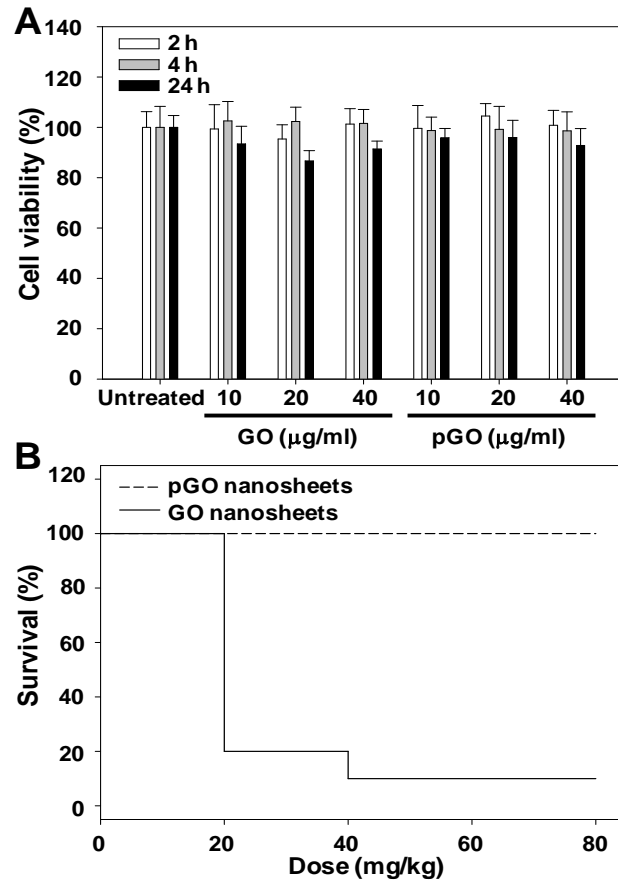 A
140
2 h
120
4 h
24 h
100
80
60
40
20
0
Cell viability (%)
Untreated 10 20 40 10 20 40
GO (μg/ml) pGO (μg/ml)
B
120
pGO nanosheets
GO nanosheets
100
80
60
40
20
0
Survival (%)
0 20 40 60 80
Dose (mg/kg)